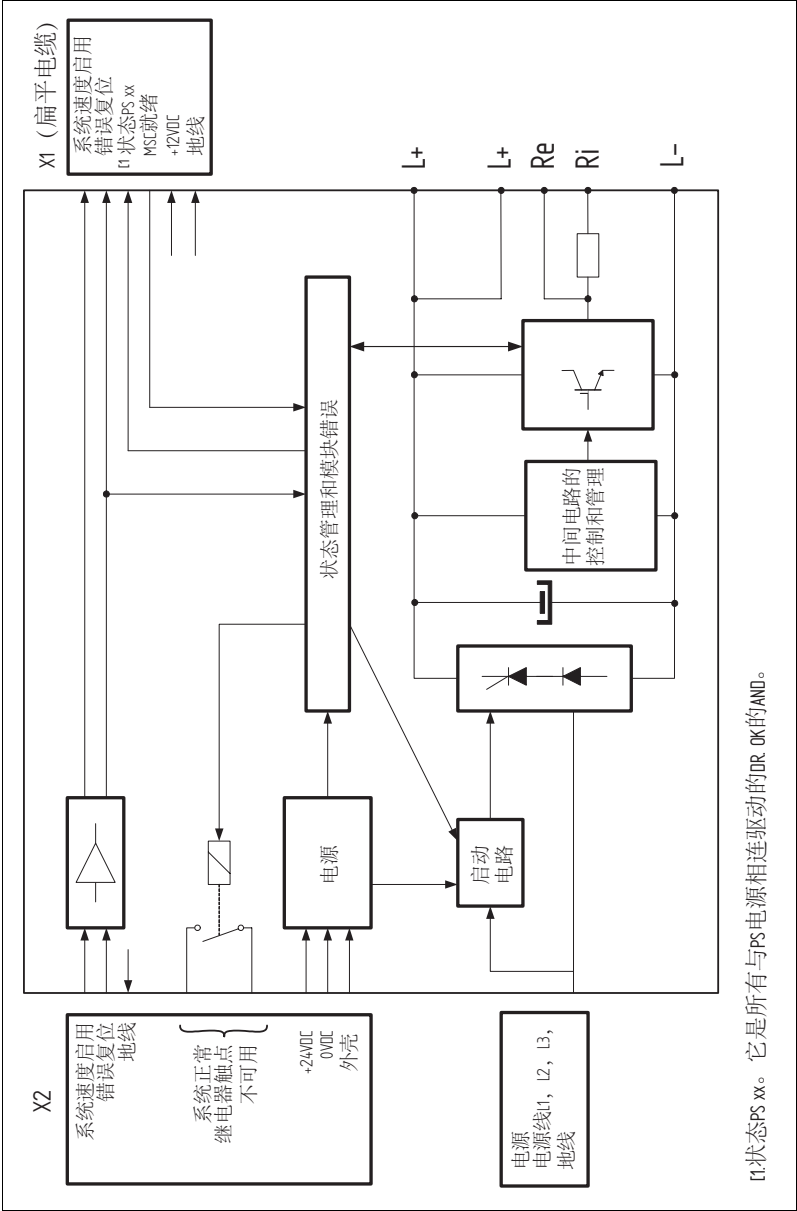 X2
系统速度启用
错误复位
地线
系统正常
继电器触点
不可用
+24VDC
0VDC
外壳
电源
电源线L1, L2, L3,
地线
电源
启动
电路
状态管理和模块错误
中间电路的
控制和管理
X1 (扁平电缆)
系统速度启用
错误复位
[1 状态PS xx
MSC就绪
+12VDC
地线
L+
L+
Re
Ri
L-
[1.状态PS xx。它是所有与PS电源相连驱动的DR. OK的AND。